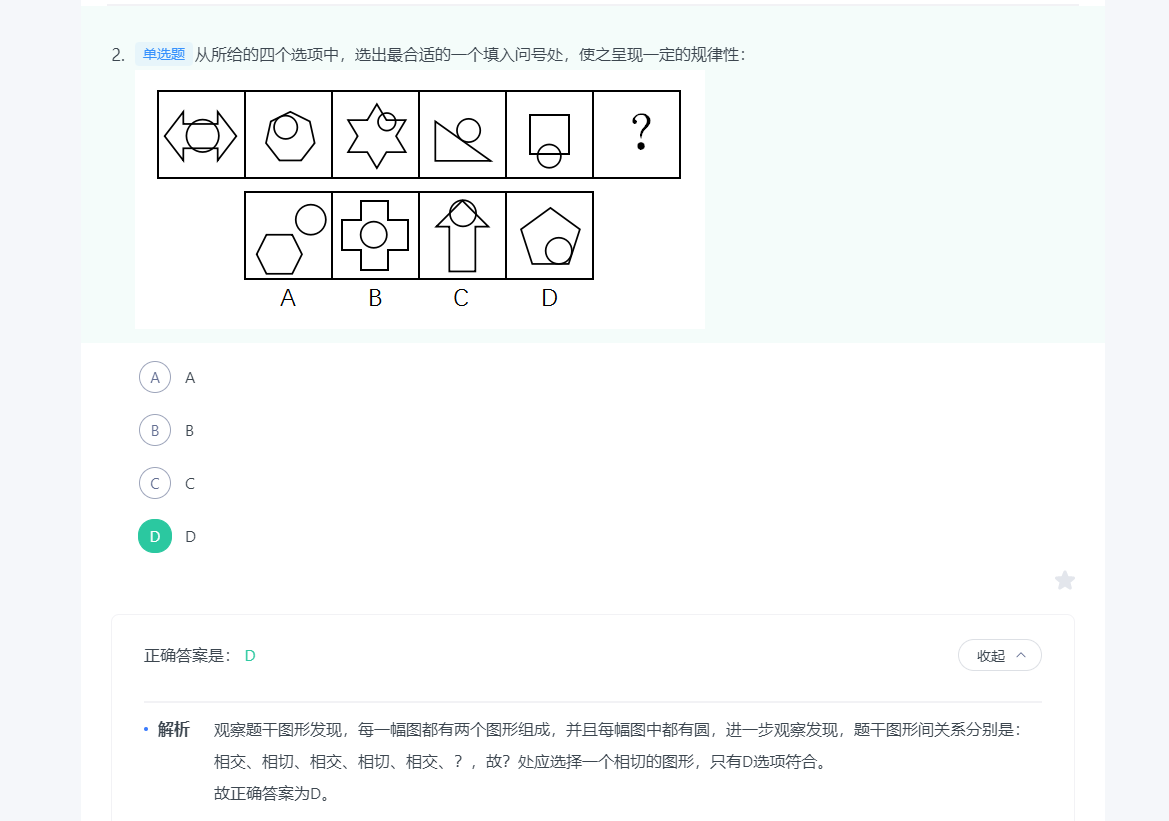 2. 单选题 从所给的四个选项中，选出最合适的一个填入问号处，使之呈现一定的规律性：
?
A B C D
A A
B B
C C
D D
正确答案是： D 收起
• 解析 观察题干图形发现，每一幅图都有两个图形组成，并且每幅图中都有圆，进一步观察发现，题干图形间关系分别是：
相交、相切、相交、相切、相交、？，故？处应选择一个相切的图形，只有D选项符合。
故正确答案为D。